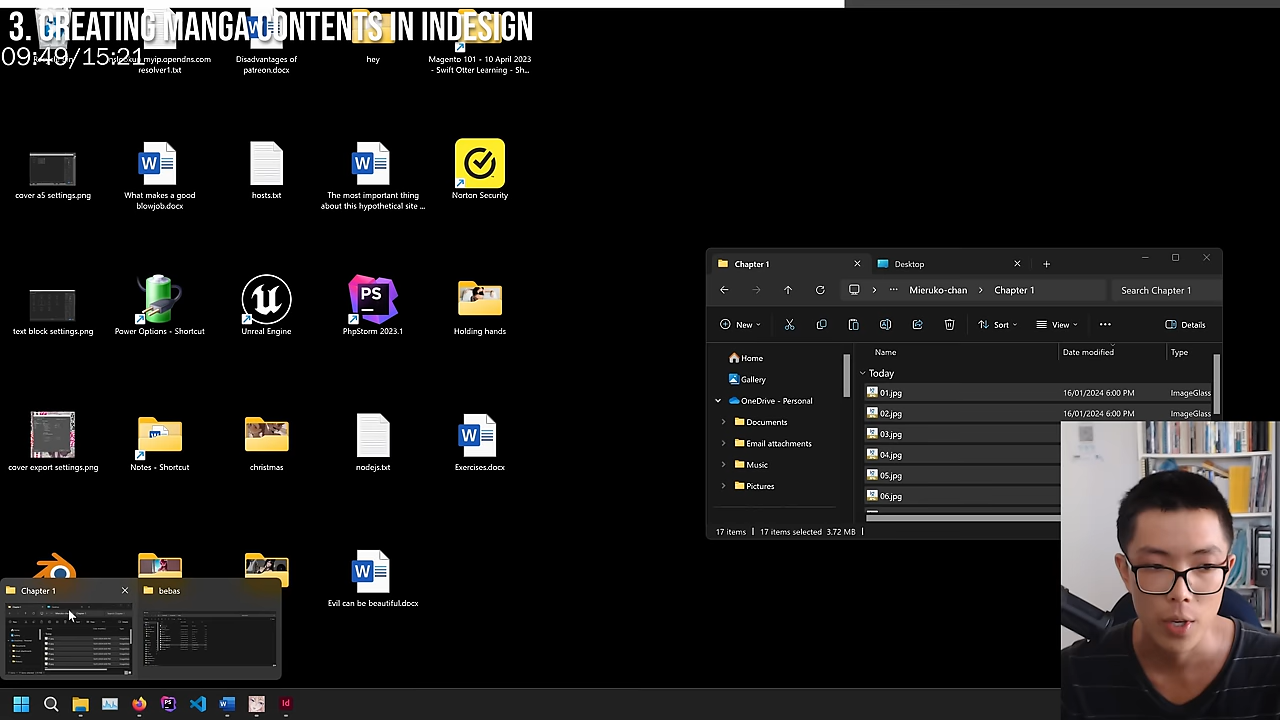 3. CREATING MANGA CONTENTS IN INDESIGN
09:49/15:21
myip.opendns.com
resolver1.txt
Disadvantages of
patreon.docx
hey
Magento 101 - 10 April 2023
- Swift Otter Learning - Sh...
cover a5 settings.png
What makes a good
blowjob.docx
hosts.txt
The most important thing
about this hypothetical site ...
Norton Security
text block settings.png
Power Options - Shortcut
Unreal Engine
PhpStorm 2023.1
Holding hands
cover export settings.png
Notes - Shortcut
christmas
nodejs.txt
Exercises.docx
Evil can be beautiful.docx
Chapter 1
Desktop
Mieruko-chan
Chapter 1
Search Chapter 1
New
Sort
View
Details
Name
Date modified
Type
Home
Gallery
OneDrive - Personal
Documents
Email attachments
Music
Pictures
Today
01.jpg
16/01/2024 6:00 PM
ImageGlass
02.jpg
16/01/2024 6:00 PM
ImageGlass
03.jpg
04.jpg
05.jpg
06.jpg
17 items
17 items selected
3.72 MB
Chapter 1
bebas